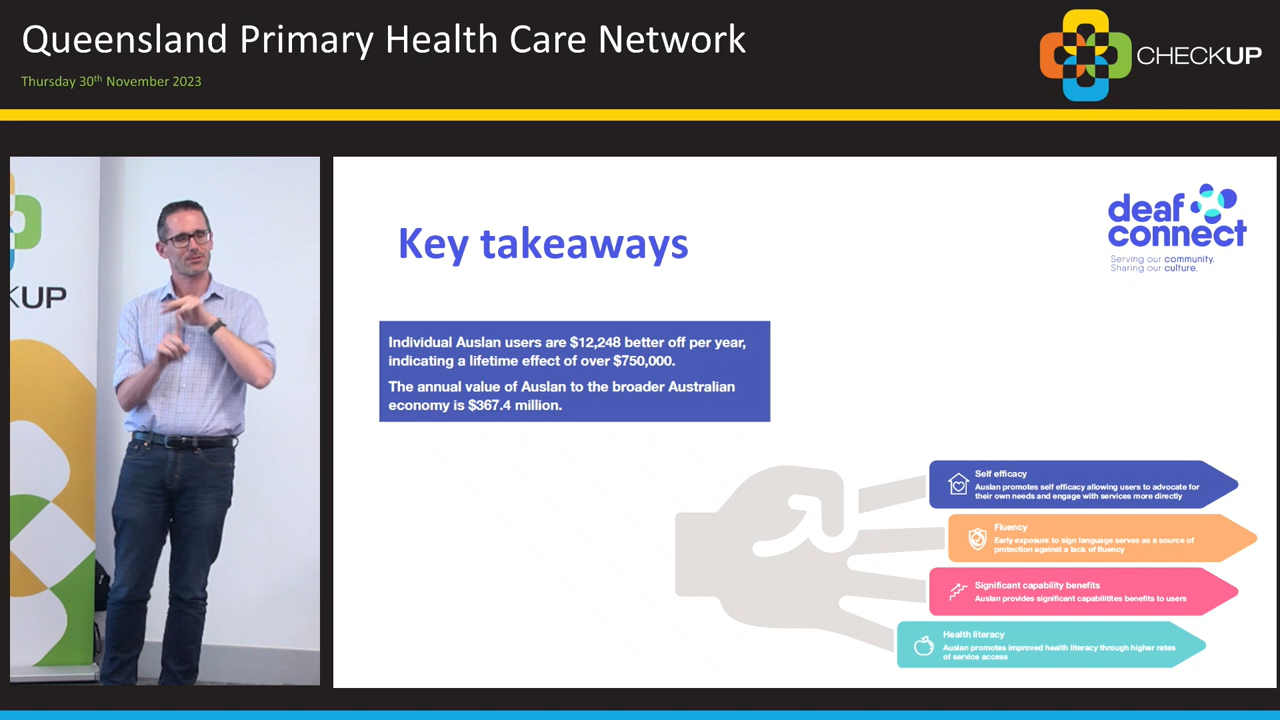 Queensland Primary Health Care Network
Thursday 30th November 2023
CHECKUP
KUP
Key takeaways
deaf
connect
Serving our community.
Sharing our culture.
Individual Auslan users are $12,248 better off per year,
indicating a lifetime effect of over $750,000.
The annual value of Auslan to the broader Australian
economy is $367.4 million.
Self efficacy
Auslan promotes self efficacy allowing users to advocate for
their own needs and engage with services more directly
Fluency
Early exposure to sign language serves as a source of
protection against a lack of fluency
Significant capability benefits
Auslan provides significant capabilitites benefits to users
Health literacy
Auslan promotes improved health literacy through higher rates
of service access